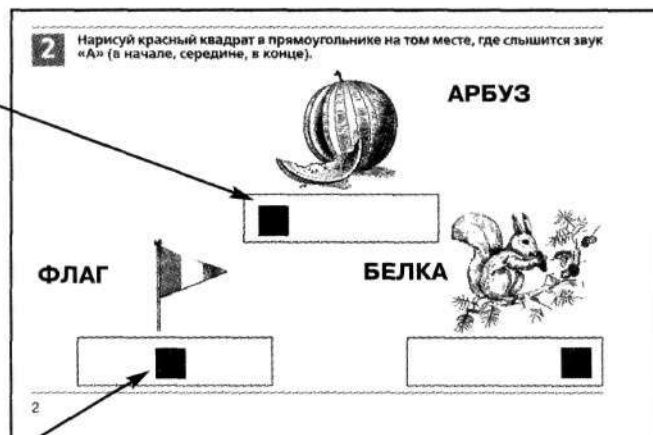 2 Нарисуй красный квадрат в прямоугольнике на том месте, где слышится звук
«А» (в начале, середине, в конце).
АРБУЗ
ФЛАГ
БЕЛКА
2